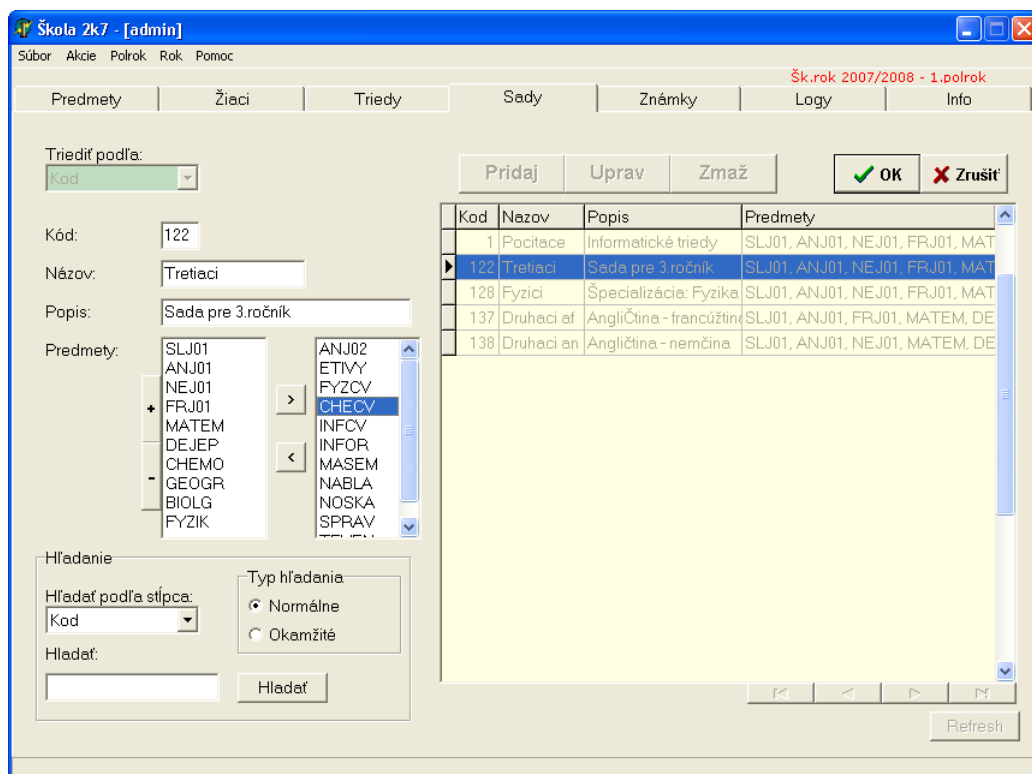 Škola 2k7 - [admin]
Súbor Akcie Polrok Rok Pomoc
Šk.rok 2007/2008 - 1.polrok
Predmety Žiaci Triedy Sady Známky Logy Info
Triediť podľa:
Kod
Pridaj Uprav Zmaž OK Zrušiť
Kód: 122
Názov: Tretiaci
Popis: Sada pre 3.ročník
Predmety:
SLJ01
ANJ01
NEJ01
FRJ01
MATEM
DEJEP
CHEMO
GEOGR
BIOLG
FYZIK
+
-
>
<
ANJ02
ETIVY
FYZCV
CHECV
INFCV
INFOR
MASEM
NABLA
NOSKA
SPRAV
Kod Nazov Popis Predmety
1 Pocitace Informatické triedy SLJ01, ANJ01, NEJ01, FRJ01, MAT
122 Tretiaci Sada pre 3.ročník SLJ01, ANJ01, NEJ01, FRJ01, MAT
128 Fyzici Špecializácia: Fyzika SLJ01, ANJ01, NEJ01, FRJ01, MAT
137 Druhaci af AngliČtina - francúžtin SLJ01, ANJ01, FRJ01, MATEM, DE
138 Druhaci an Angličtina - nemčina SLJ01, ANJ01, NEJ01, MATEM, DE
Hľadanie
Hľadať podľa stĺpca:
Kod
Hladať:
Typ hľadania
Normálne
Okamžité
Hladať
Refresh